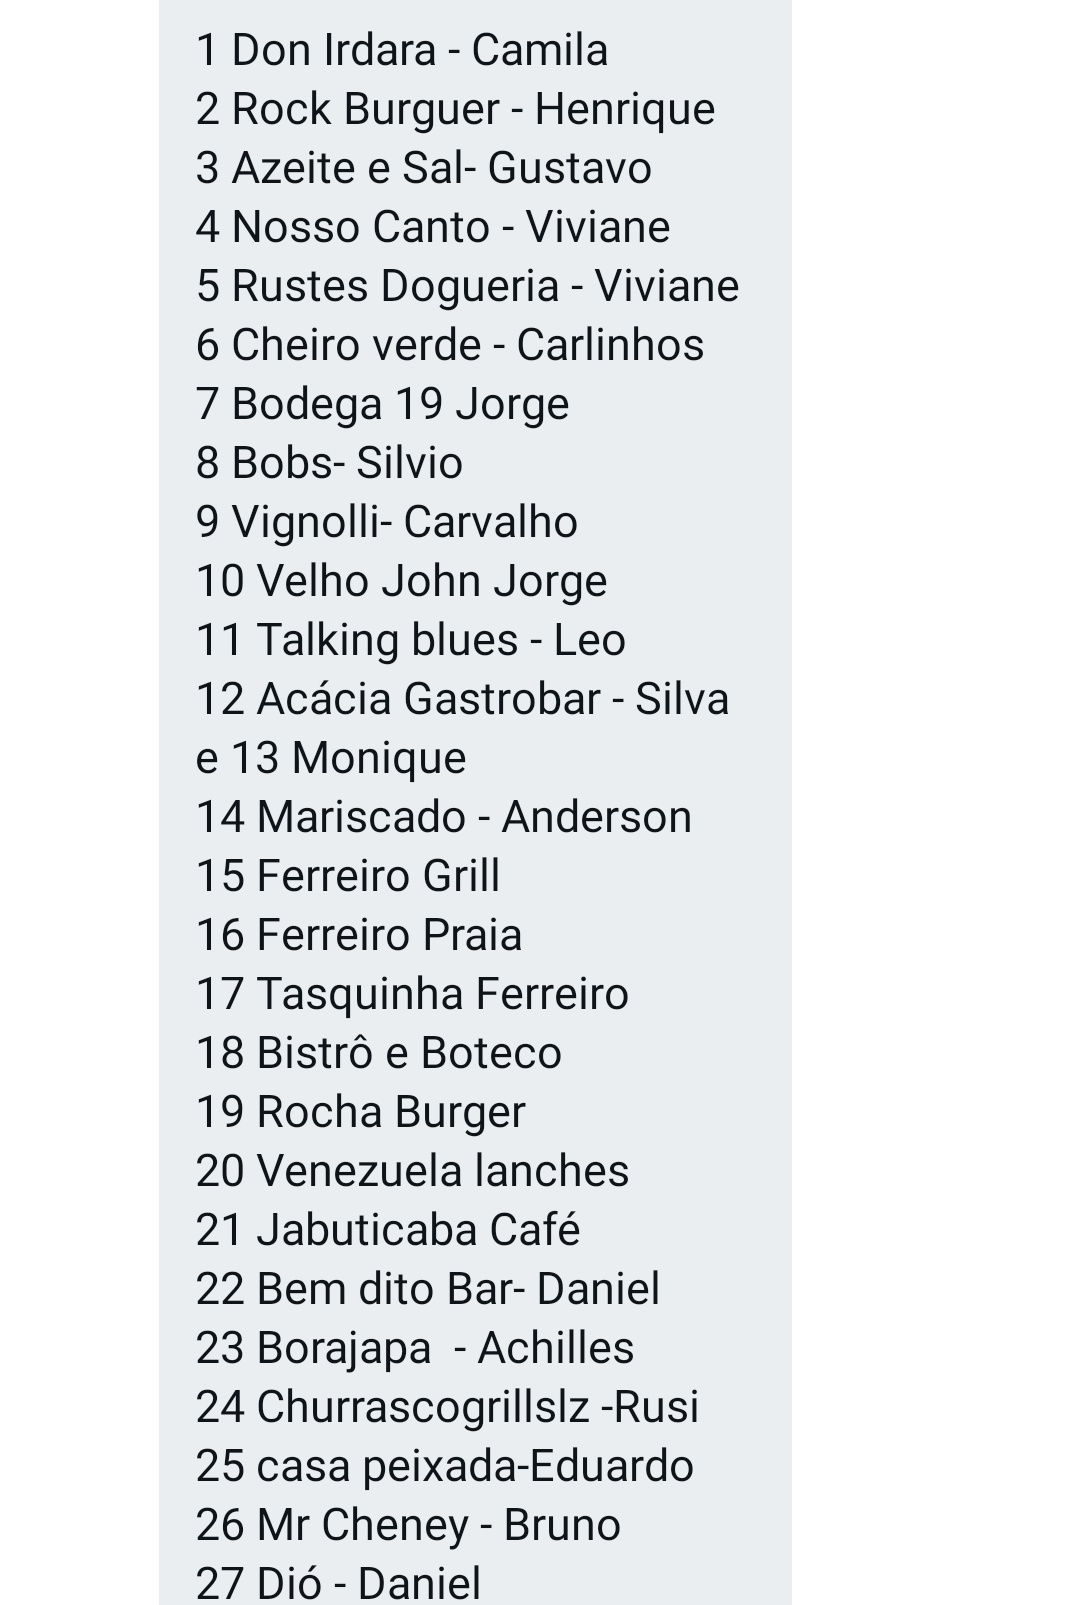 1 Don Irdara - Camila
2 Rock Burguer - Henrique
3 Azeite e Sal- Gustavo
4 Nosso Canto - Viviane
5 Rustes Dogueria - Viviane
6 Cheiro verde - Carlinhos
7 Bodega 19 Jorge
8 Bobs- Silvio
9 Vignolli- Carvalho
10 Velho John Jorge
11 Talking blues - Leo
12 Acácia Gastrobar - Silva
e 13 Monique
14 Mariscado - Anderson
15 Ferreiro Grill
16 Ferreiro Praia
17 Tasquinha Ferreiro
18 Bistrô e Boteco
19 Rocha Burger
20 Venezuela lanches
21 Jabuticaba Café
22 Bem dito Bar- Daniel
23 Borajapa  - Achilles
24 Churrascogrillslz -Rusi
25 casa peixada-Eduardo
26 Mr Cheney - Bruno
27 Dió - Daniel